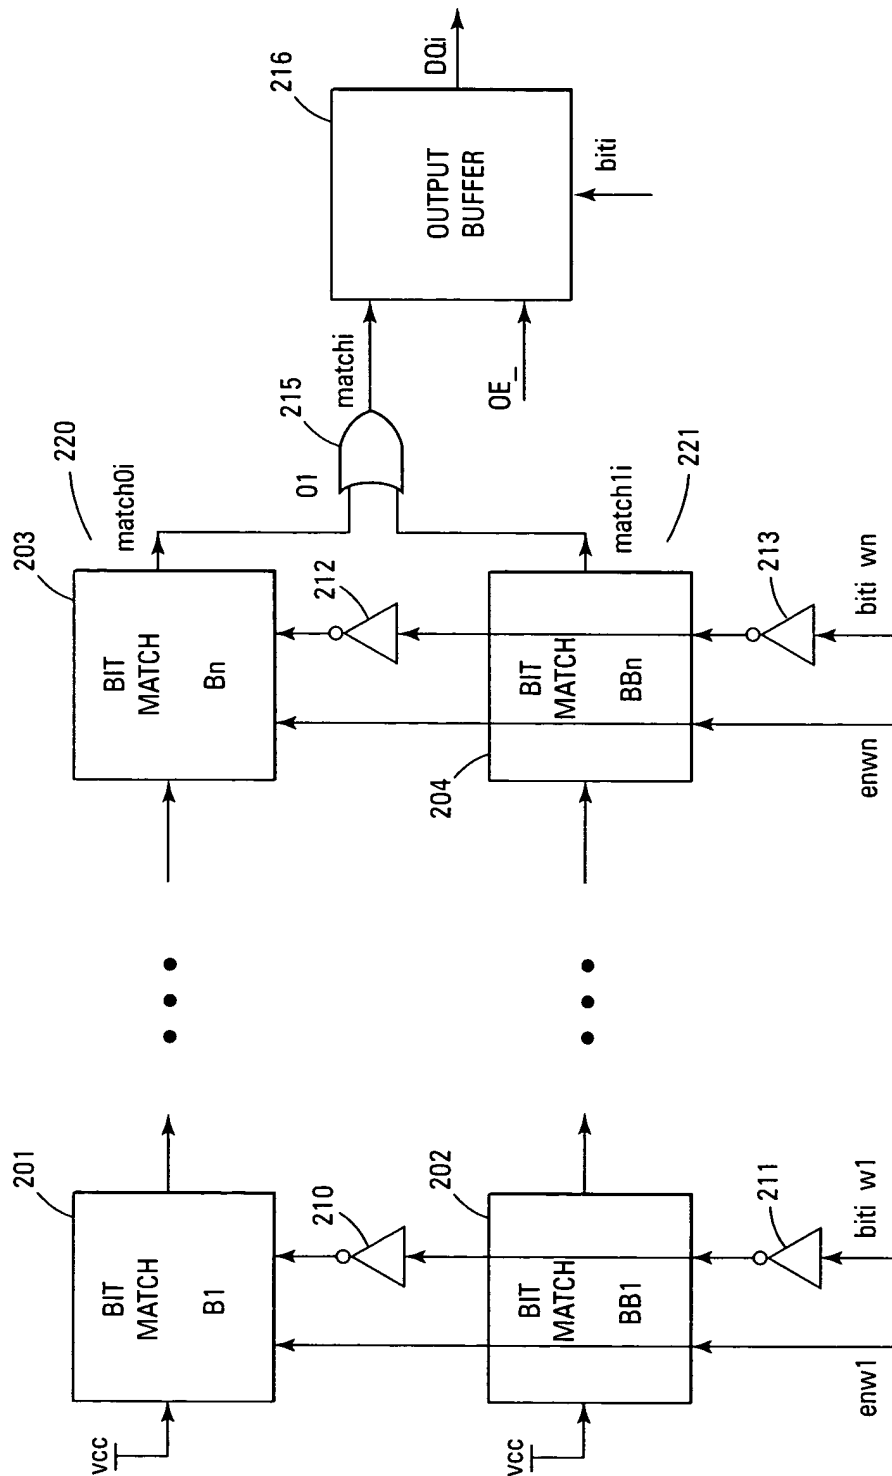 vcc
BIT
MATCH
B1
201
210
BIT
MATCH
BB1
202
211
vcc
enw1
biti w1
BIT
MATCH
Bn
203
220
match0i
212
BIT
MATCH
BBn
204
213
221
match1i
enwn
biti wn
O1
215
matchi
OE_
OUTPUT
BUFFER
216
DQi
biti